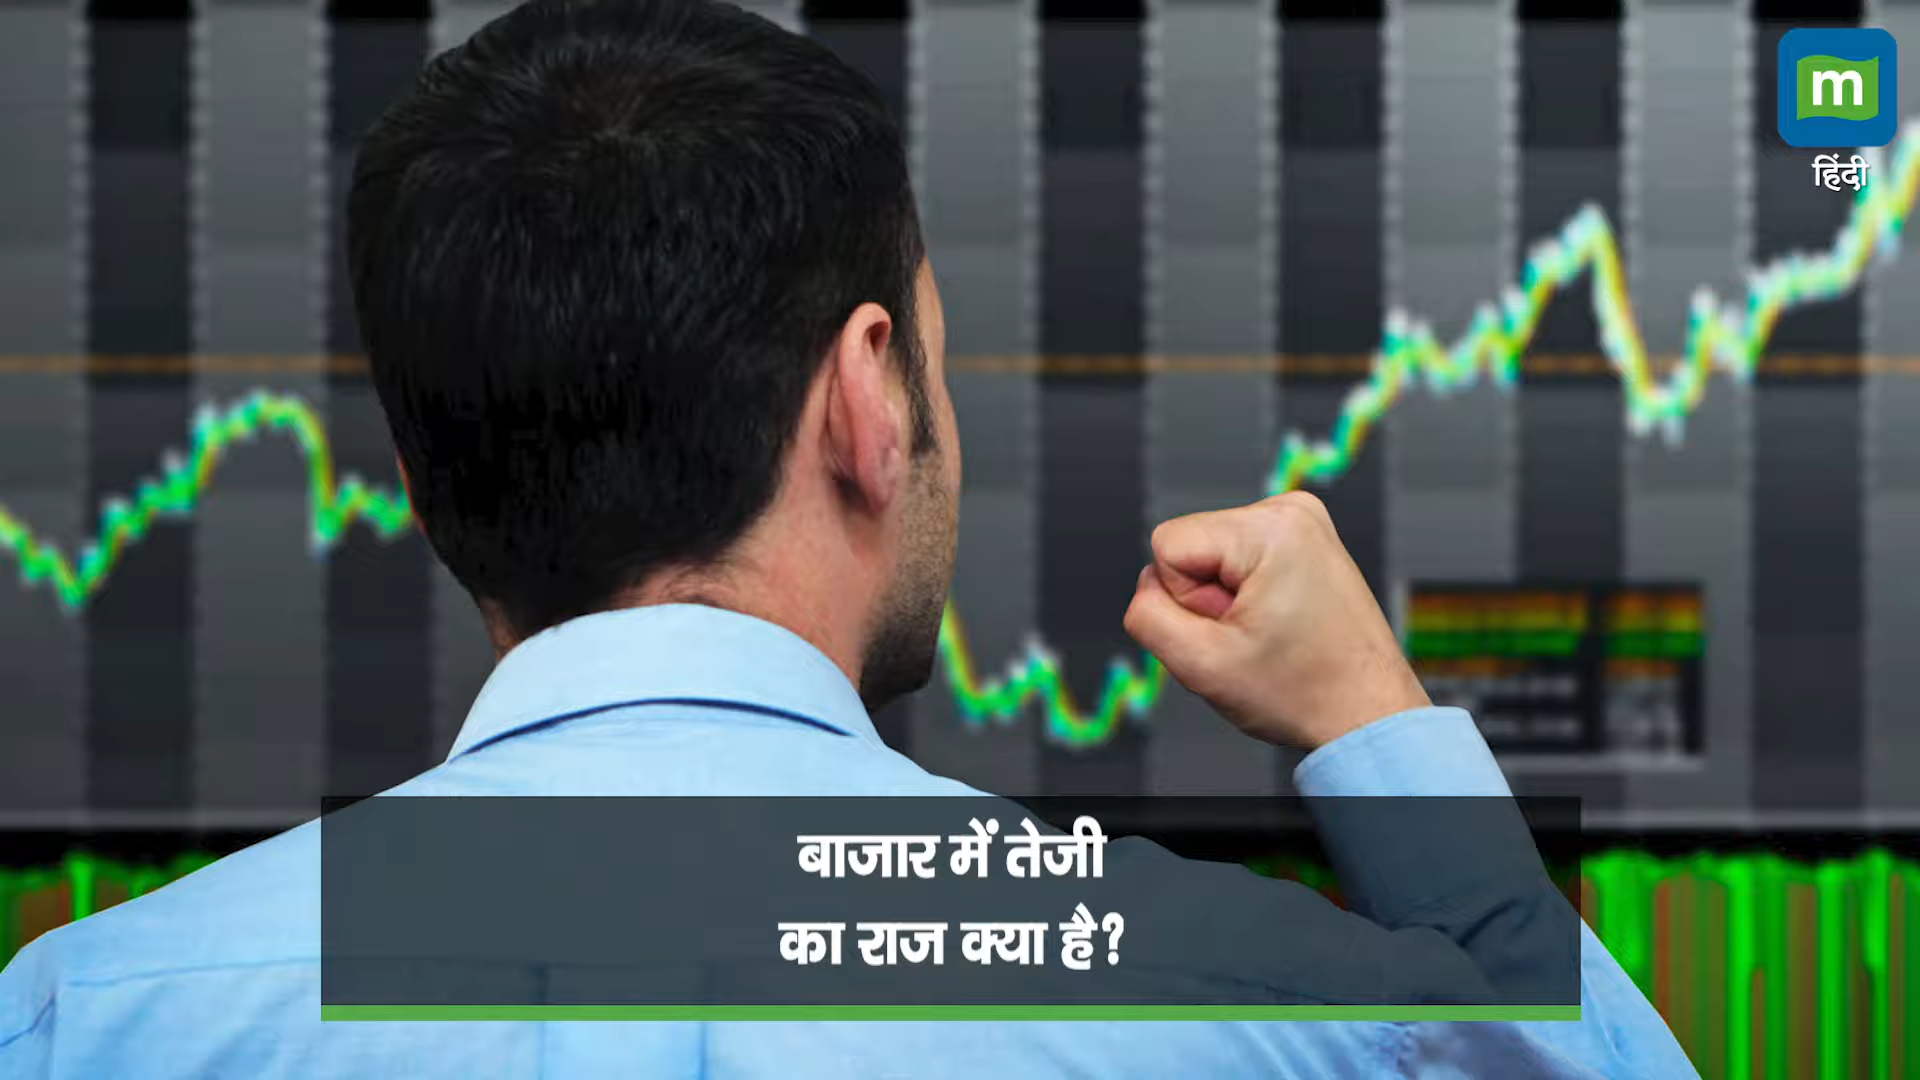 m
हिंदी
बाजार में तेजी
का राज क्या है?